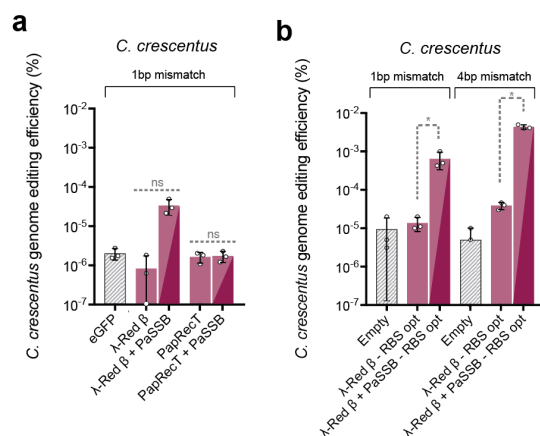 a
C. crescentus
1bp mismatch
C. crescentus genome editing efficiency (%)
10-2
10-3
10-4
10-5
10-6
10-7
ns
ns
eGFP
λ-Red β
λ-Red β + PaSSB
PapRecT
PapRecT + PaSSB
b
C. crescentus
1bp mismatch
4bp mismatch
C. crescentus genome editing efficiency (%)
10-1
10-2
10-3
10-4
10-5
10-6
10-7
*
*
Empty
λ-Red β - RBS opt
λ-Red β + PaSSB - RBS opt
Empty
λ-Red β - RBS opt
λ-Red β + PaSSB - RBS opt